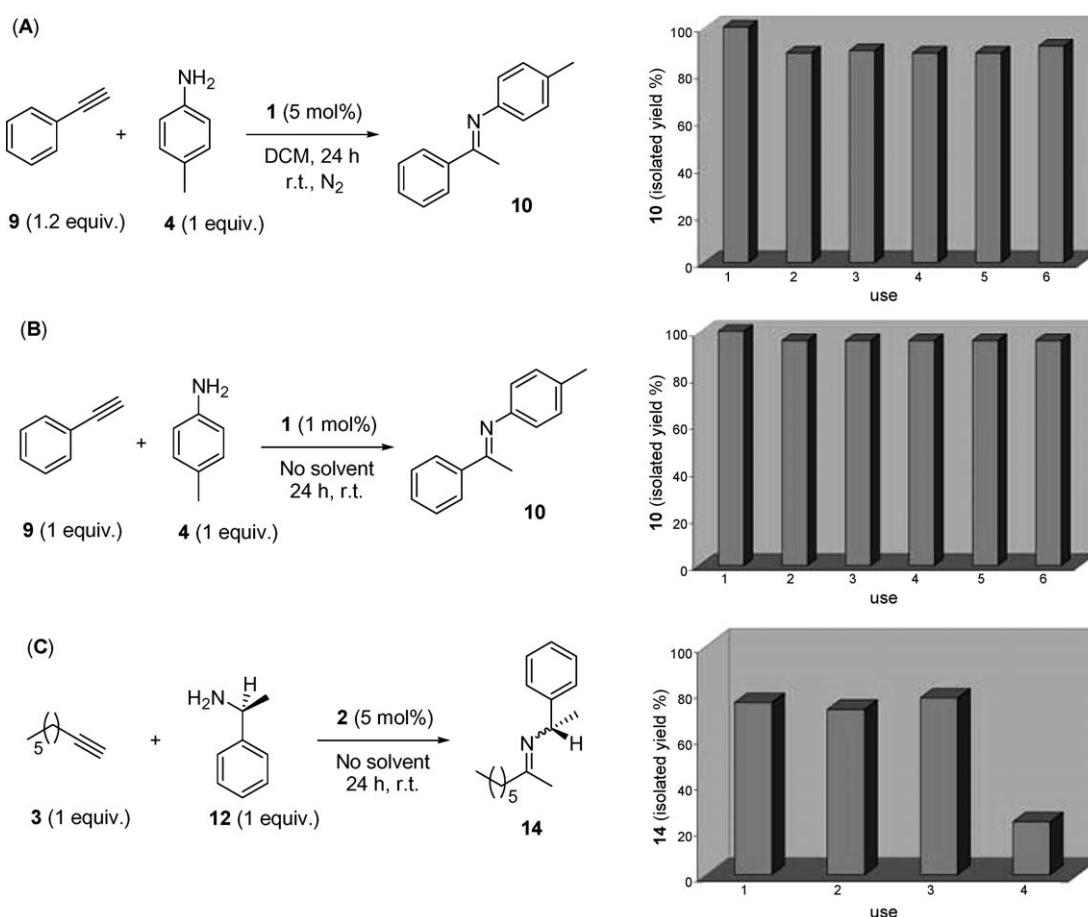 (A)
NH2
+
1 (5 mol%)
DCM, 24 h
r.t., N2
N
9 (1.2 equiv.)
4 (1 equiv.)
10
10 (isolated yield %)
100
80
60
40
20
0
1 2 3 4 5 6
use
(B)
NH2
+
1 (1 mol%)
No solvent
24 h, r.t.
N
9 (1 equiv.)
4 (1 equiv.)
10
10 (isolated yield %)
100
80
60
40
20
0
1 2 3 4 5 6
use
(C)
( )5
+
H2N H
2 (5 mol%)
No solvent
24 h, r.t.
N H
( )5
3 (1 equiv.)
12 (1 equiv.)
14
14 (isolated yield %)
100
80
60
40
20
0
1 2 3 4
use